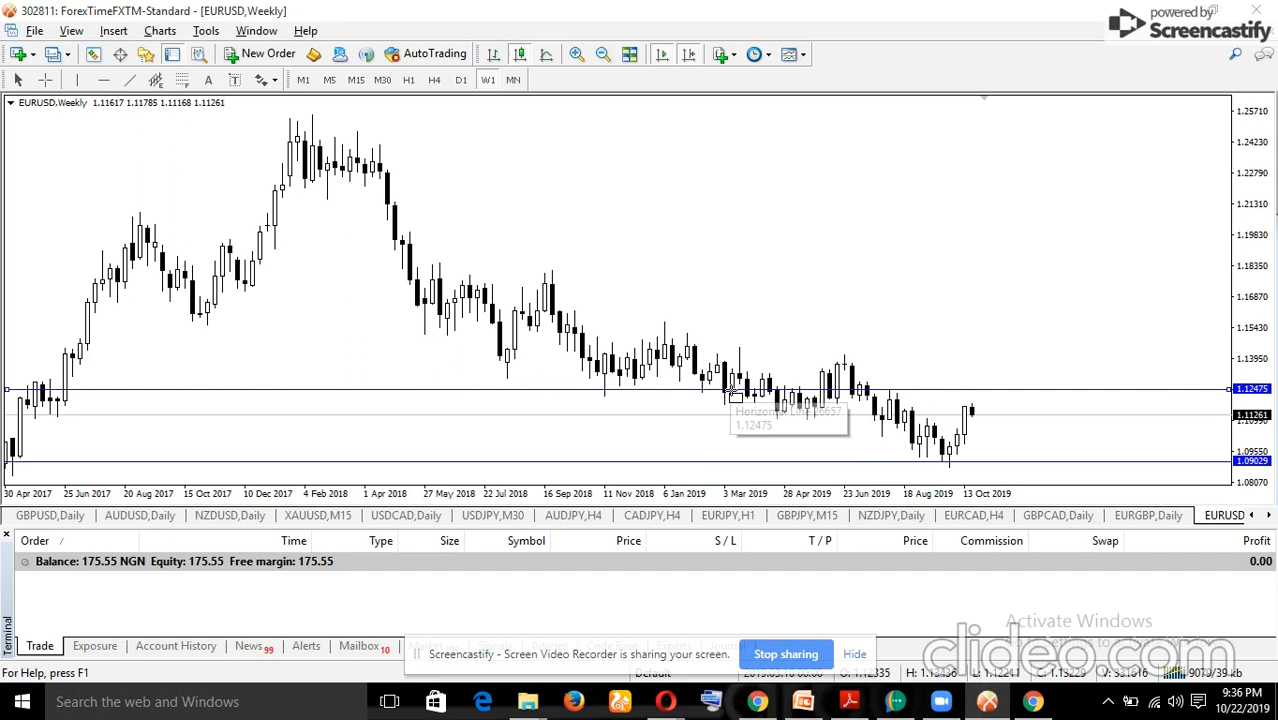 302811: ForexTimeFXTM-Standard - [EURUSD,Weekly]
powered by
Screencastify
File View Insert Charts Tools Window Help
New Order AutoTrading
A T M1 M5 M15 M30 H1 H4 D1 W1 MN
EURUSD,Weekly 1.11617 1.11785 1.11168 1.11261
1.25710
1.24230
1.22790
1.21310
1.19830
1.18350
1.16870
1.15430
1.13950
1.12475
1.11261
1.10990
1.09550
1.09029
1.08070
Horizontal Line
1.12475
30 Apr 2017 25 Jun 2017 20 Aug 2017 15 Oct 2017 10 Dec 2017 4 Feb 2018 1 Apr 2018 27 May 2018 22 Jul 2018 16 Sep 2018 11 Nov 2018 6 Jan 2019 3 Mar 2019 28 Apr 2019 23 Jun 2019 18 Aug 2019 13 Oct 2019
GBPUSD,Daily AUDUSD,Daily NZDUSD,Daily XAUUSD,M15 USDCAD,Daily USDJPY,M30 AUDJPY,H4 CADJPY,H4 EURJPY,H1 GBPJPY,M15 NZDJPY,Daily EURCAD,H4 GBPCAD,Daily EURGBP,Daily EURUSD
Order / Time Type Size Symbol Price S / L T / P Price Commission Swap Profit
Balance: 175.55 NGN Equity: 175.55 Free margin: 175.55 0.00
Terminal
Activate Windows
Trade Exposure Account History News 99 Alerts Mailbox 10
Screencastify - Screen Video Recorder is sharing your screen. Stop sharing Hide
clideo.com
For Help, press F1 Default
Search the web and Windows
9:36 PM
10/22/2019